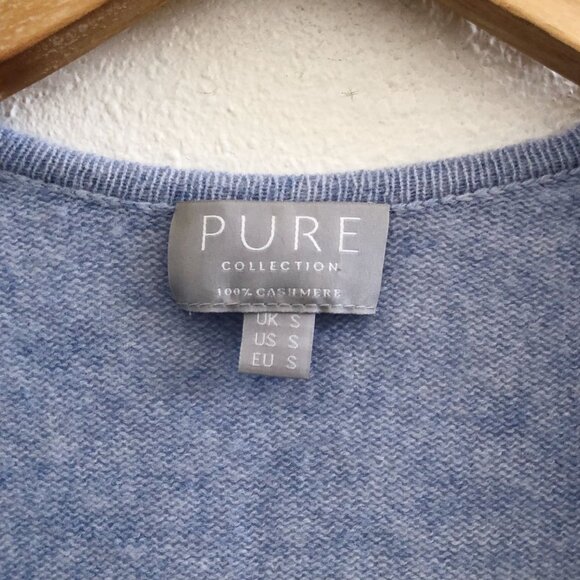 PURE
COLLECTION
100% CASHMERE
UK S
US S
EU S